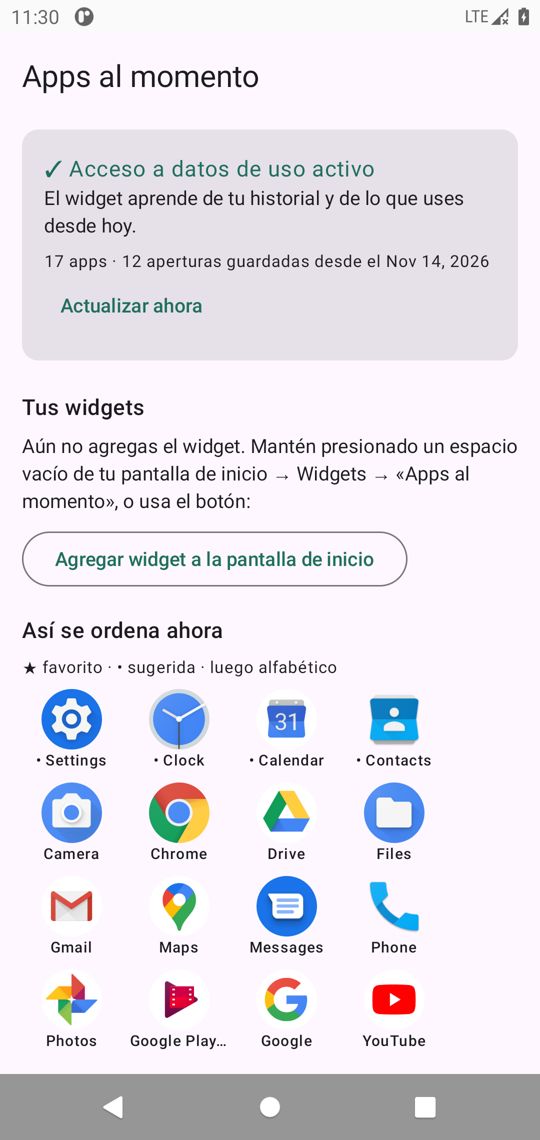 11:30 LTE
Apps al momento
✓ Acceso a datos de uso activo
El widget aprende de tu historial y de lo que uses
desde hoy.
17 apps · 12 aperturas guardadas desde el Nov 14, 2026
Actualizar ahora
Tus widgets
Aún no agregas el widget. Mantén presionado un espacio
vacío de tu pantalla de inicio → Widgets → «Apps al
momento», o usa el botón:
Agregar widget a la pantalla de inicio
Así se ordena ahora
★ favorito · • sugerida · luego alfabético
31
• Settings • Clock • Calendar • Contacts
Camera Chrome Drive Files
Gmail Maps Messages Phone
Photos Google Play… Google YouTube